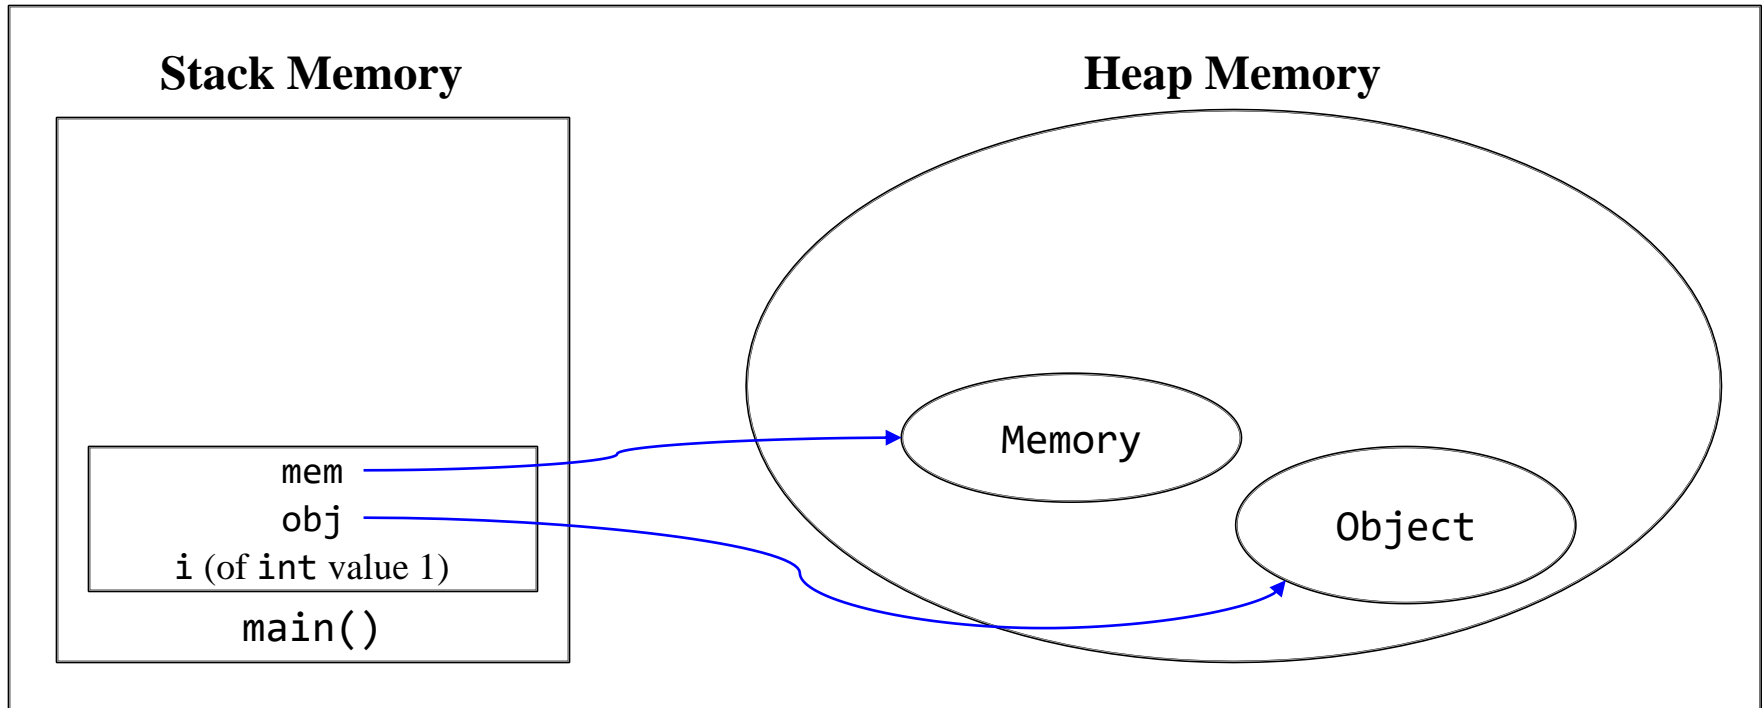 Stack Memory
Heap Memory
mem
obj
i (of int value 1)
main()
Memory
Object